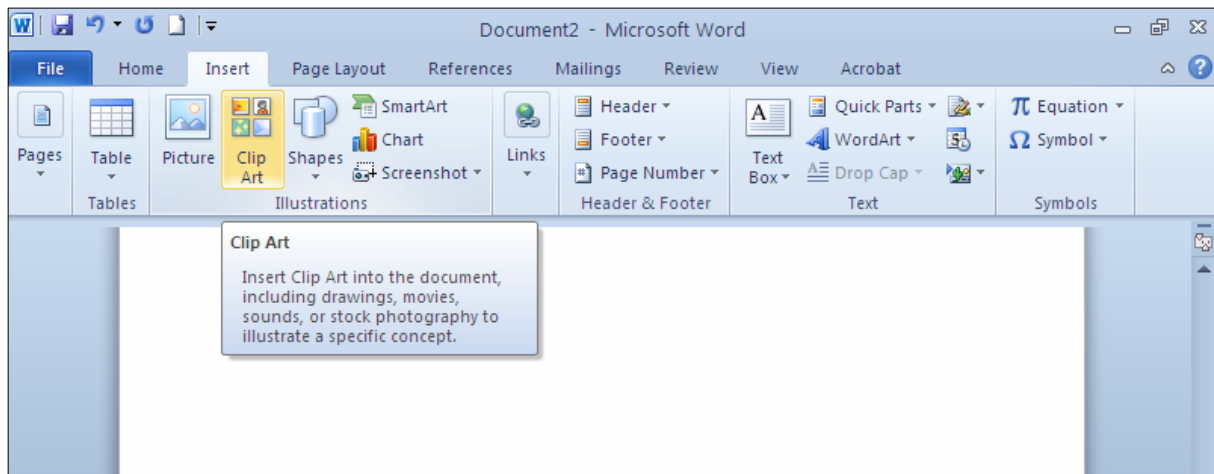 Document2 - Microsoft Word
File Home Insert Page Layout References Mailings Review View Acrobat
Pages
Table
Tables
Picture
Clip
Art
Shapes
SmartArt
Chart
Screenshot
Illustrations
Links
Header
Footer
Page Number
Header & Footer
A
Text
Box
Quick Parts
WordArt
Drop Cap
Text
π Equation
Ω Symbol
Symbols
Clip Art
Insert Clip Art into the document,
including drawings, movies,
sounds, or stock photography to
illustrate a specific concept.